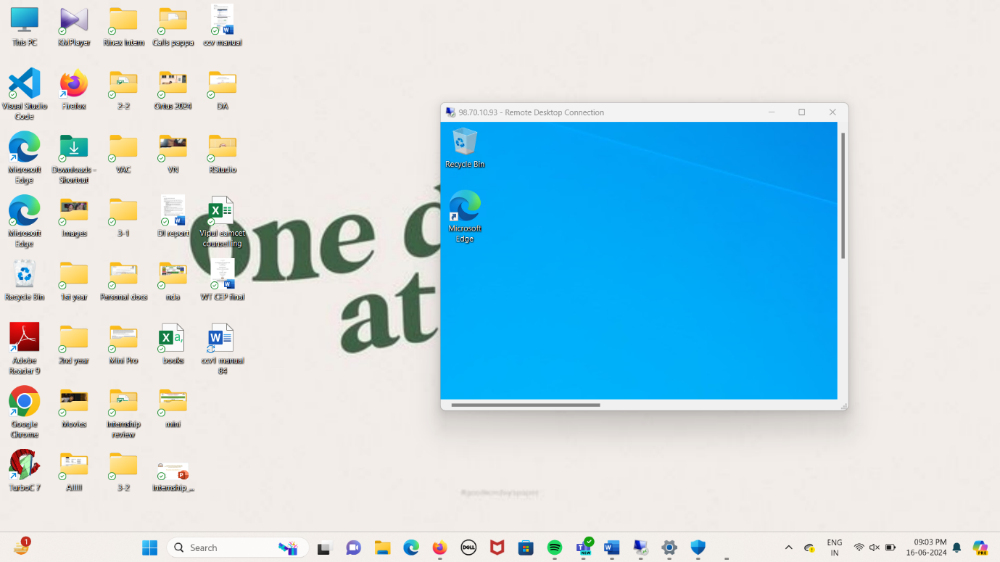 This PC
KMPlayer
Rinex Intern
Calls pappa
ccv manual
Visual Studio
Code
Firefox
2-2
Ortus 2024
DA
Microsoft
Edge
Downloads -
Shortcut
VAC
VN
RStudio
Microsoft
Edge
Images
3-1
DI report
Vipul eamcet
counselling
Recycle Bin
1st year
Personal docs
nda
WT CEP final
Adobe
Reader 9
2nd year
Mini Pro
books
ccv1 manual
84
Google
Chrome
Movies
Internship
review
mini
TurboC 7
AIIIII
3-2
Internship_...
One d
at
98.70.10.93 - Remote Desktop Connection
Recycle Bin
Microsoft
Edge
1
Search
DELL
NEW
ENG
IN
09:03 PM
16-06-2024
PRE